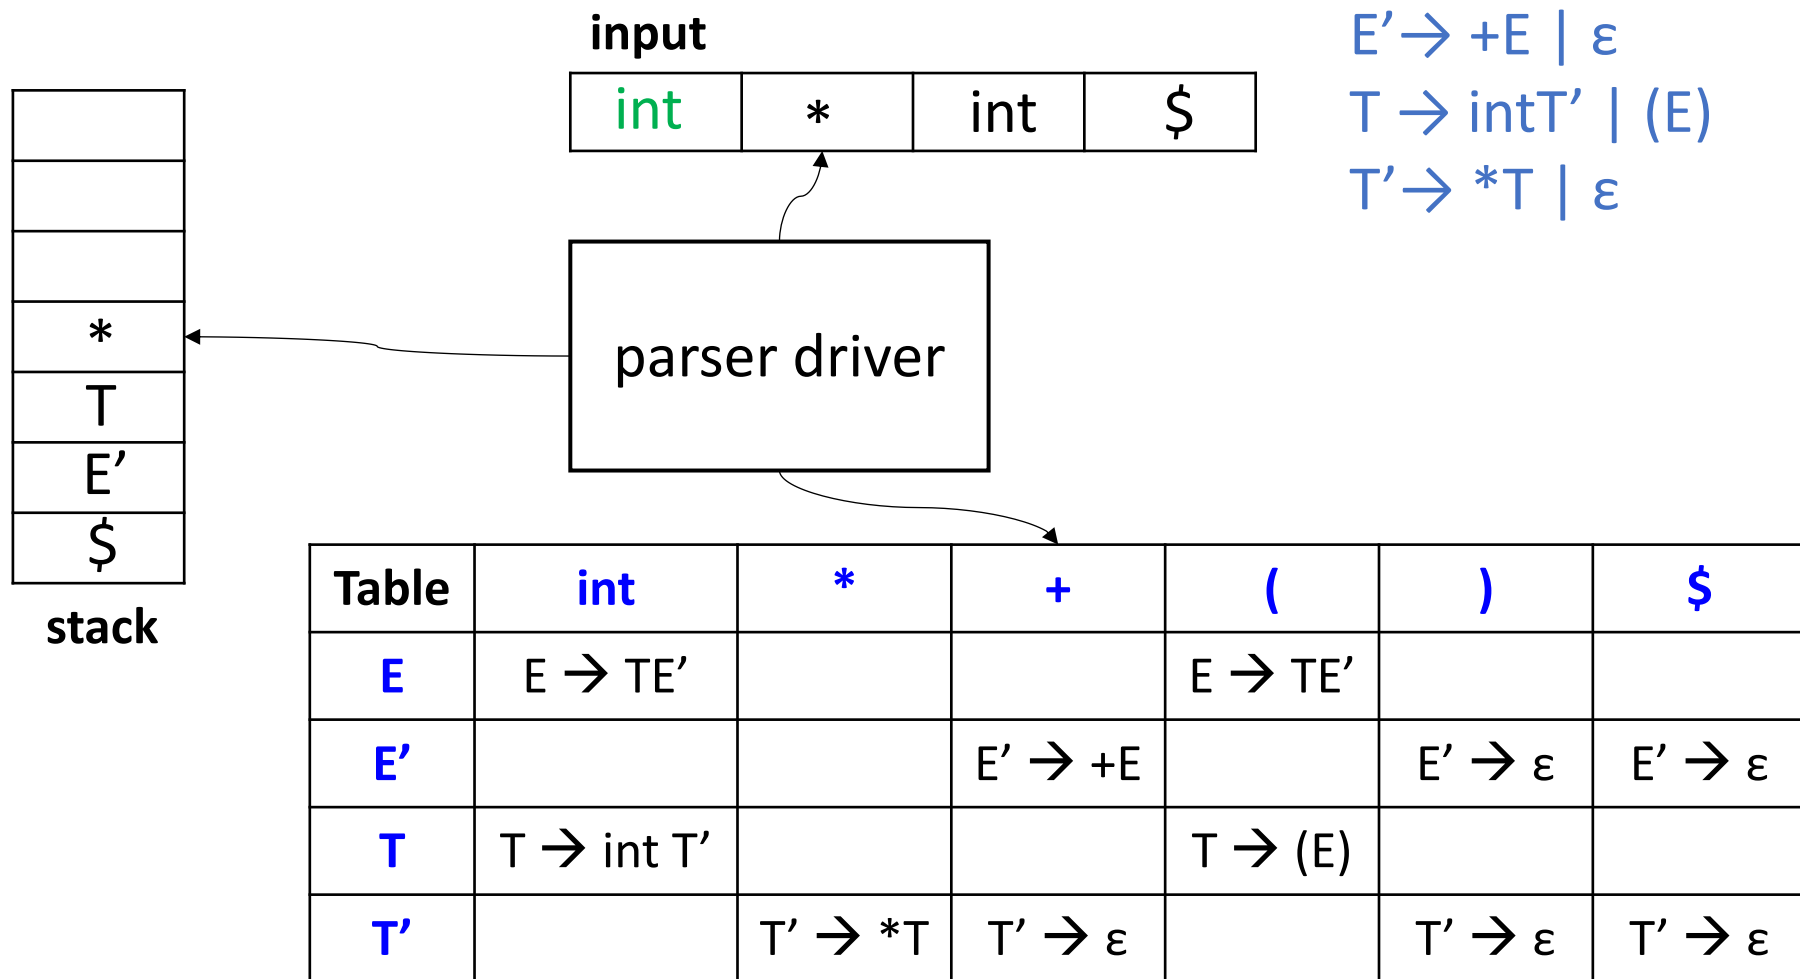 input
int * int $
E’→ +E | ε
T → intT’ | (E)
T’→ *T | ε
*
T
E’
$
stack
parser driver
Table int * + ( ) $
E E → TE’ E → TE’
E’ E’ → +E E’ → ε E’ → ε
T T → int T’ T → (E)
T’ T’ → *T T’ → ε T’ → ε T’ → ε